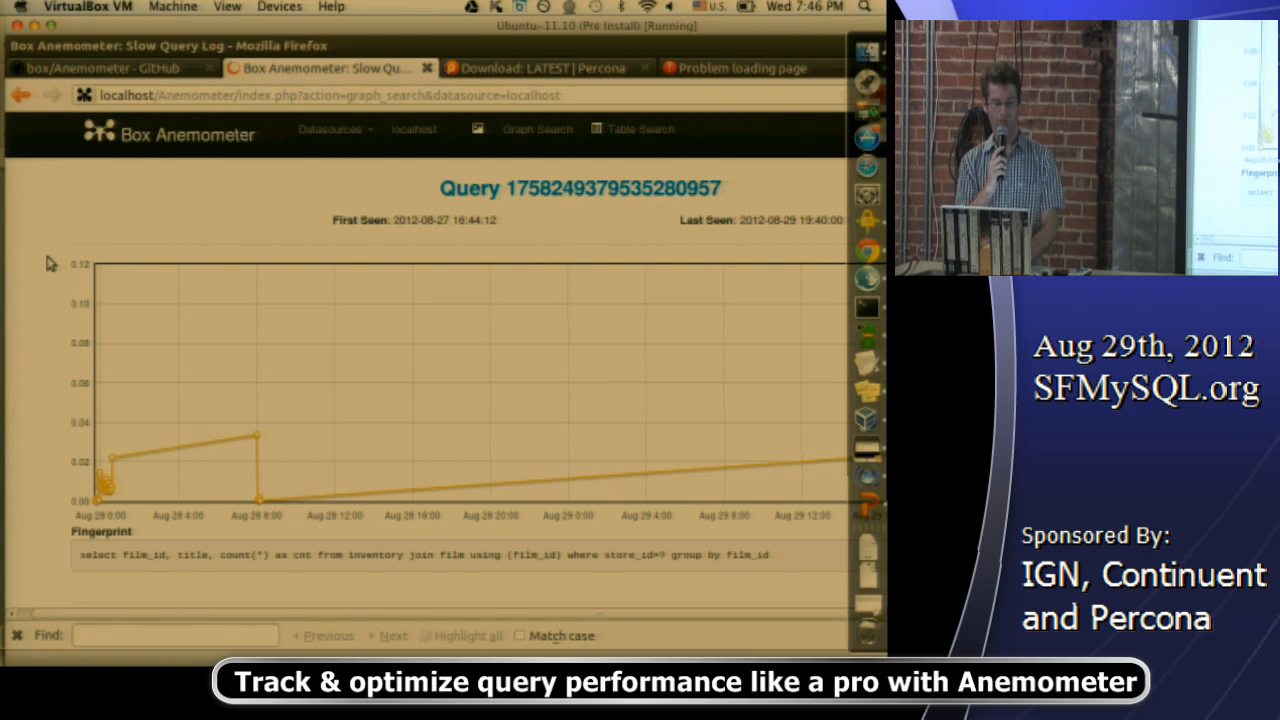 VirtualBox VM Machine View Devices Help U.S. Wed 7:46 PM
Ubuntu-11.10 (Pre Install) [Running]
Box Anemometer: Slow Query Log - Mozilla Firefox
box/Anemometer · GitHub Box Anemometer: Slow Qu... Download: LATEST | Percona Problem loading page
localhost/Anemometer/index.php?action=graph_search&datasource=localhost
Box Anemometer Datasources localhost Graph Search Table Search
Query 17582493795352​80957
First Seen: 2012-08-27 16:44:12 Last Seen: 2012-08-29 19:40:00
0.12
0.10
0.08
0.06
0.04
0.02
0.00
Aug 28 0:00 Aug 28 4:00 Aug 28 8:00 Aug 28 12:00 Aug 28 16:00 Aug 28 20:00 Aug 29 0:00 Aug 29 4:00 Aug 29 8:00 Aug 29 12:00
Fingerprint
select film_id, title, count(*) as cnt from inventory join film using (film_id) where store_id=? group by film_id
Find: Previous Next Highlight all Match case
Find:
Aug 29th, 2012
SFMySQL.org
Sponsored By:
IGN, Continuent
and Percona
Track & optimize query performance like a pro with Anemometer